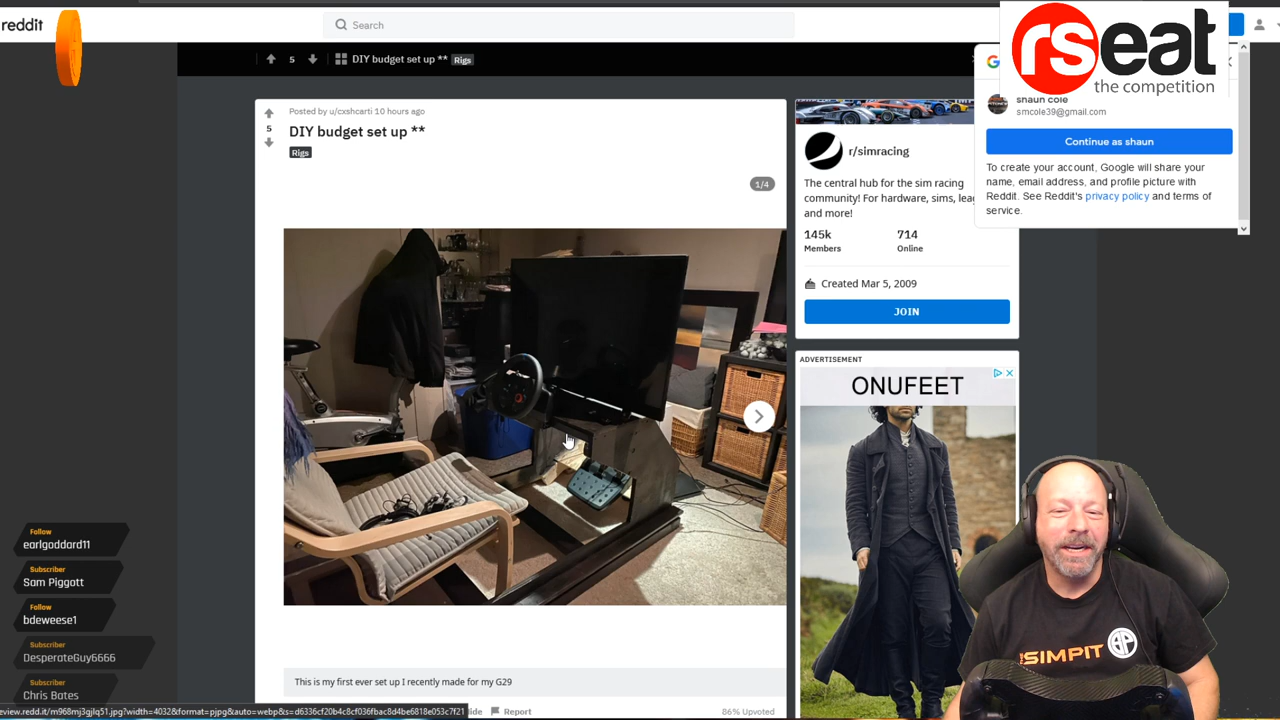 reddit
Search
5
DIY budget set up **
Rigs
rseat
the competition
Posted by u/cxshcarti 10 hours ago
5
DIY budget set up **
Rigs
1/4
r/simracing
The central hub for the sim racing
community! For hardware, sims, leag
and more!
145k
Members
714
Online
Created Mar 5, 2009
JOIN
shaun cole
smcole39@gmail.com
Continue as shaun
To create your account, Google will share your
name, email address, and profile picture with
Reddit. See Reddit's privacy policy and terms of
service.
ADVERTISEMENT
ONUFEET
Follow
earlgoddard11
Subscriber
Sam Piggott
Follow
bdeweese1
Subscriber
DesperateGuy6666
Subscriber
Chris Bates
SIMPIT
This is my first ever set up I recently made for my G29
Report
86% Upvoted